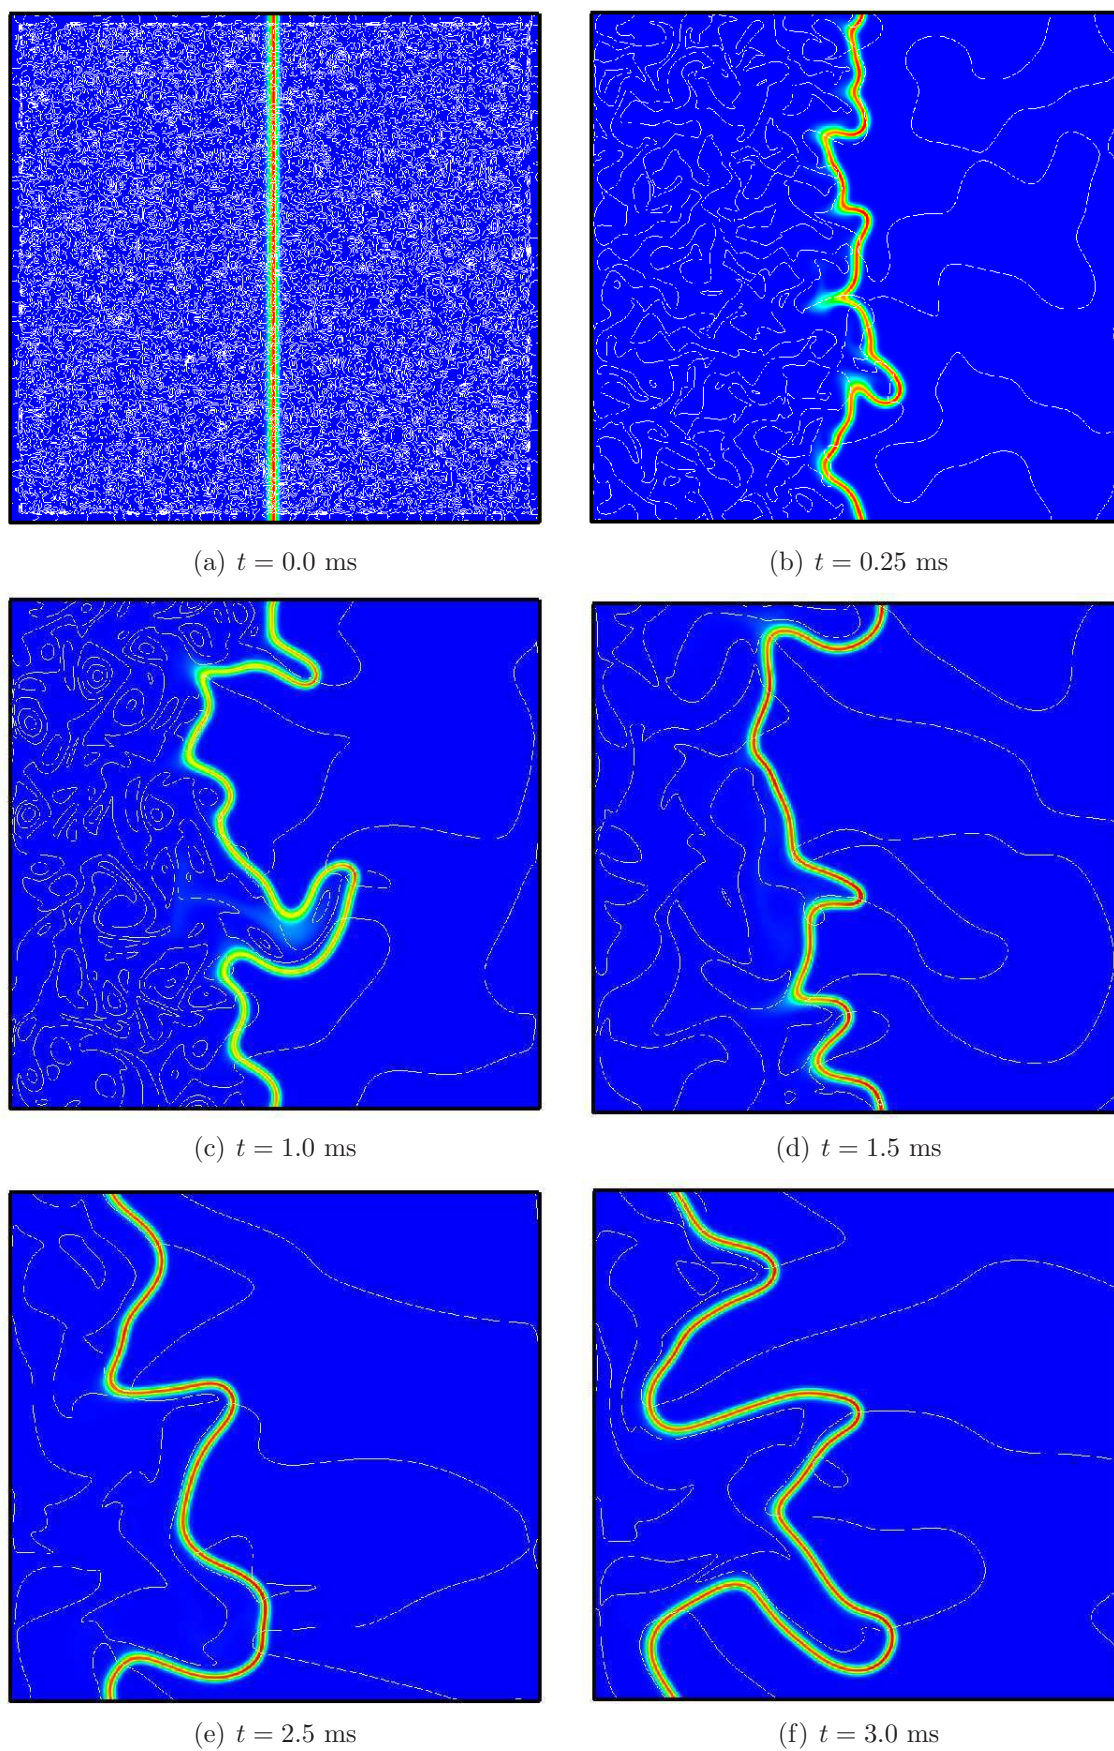 (a) t = 0.0 ms
(b) t = 0.25 ms
(c) t = 1.0 ms
(d) t = 1.5 ms
(e) t = 2.5 ms
(f) t = 3.0 ms